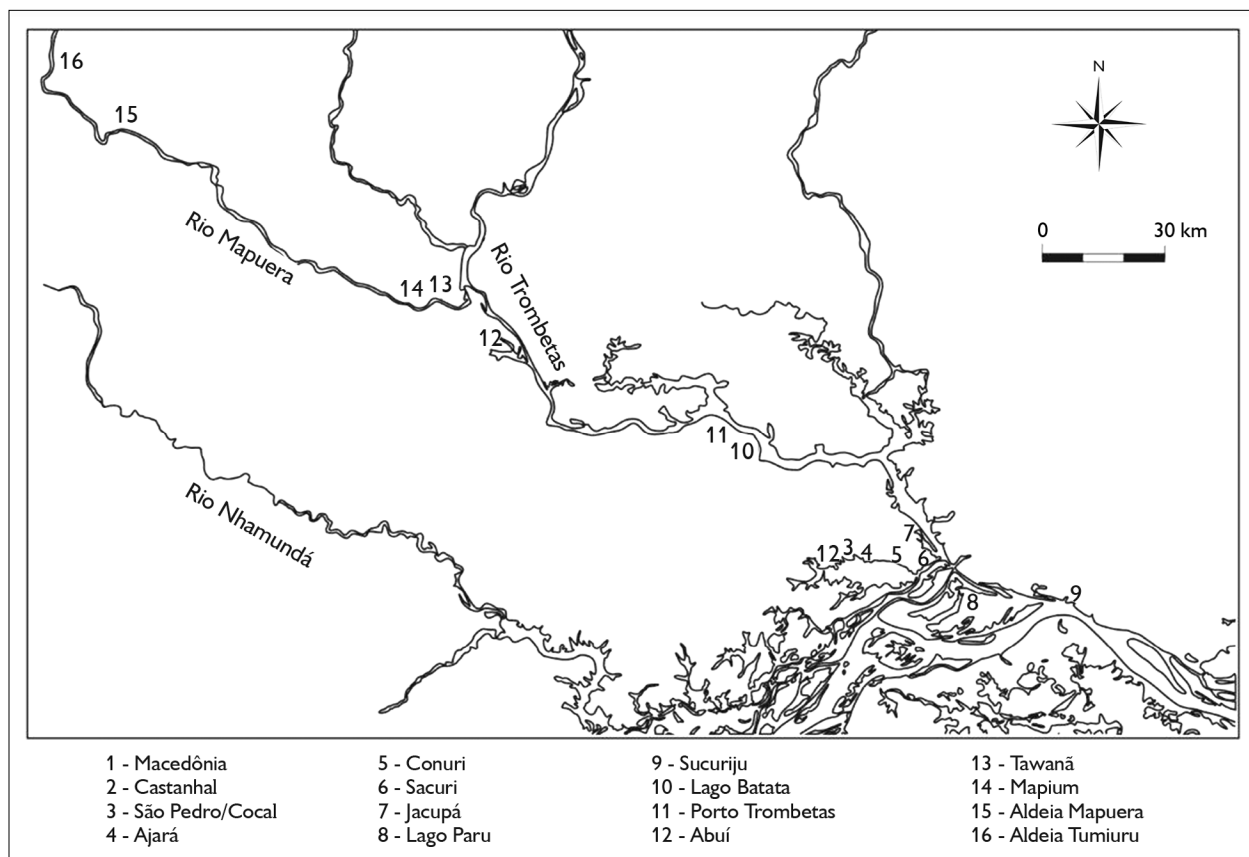 N
16
15
0 30 km
Rio Mapuera
Rio Trombetas
14 13
12
11
10
Rio Nhamundá
7
12 3 4 5 6
8
9
1 - Macedônia
2 - Castanhal
3 - São Pedro/Cocal
4 - Ajará
5 - Conuri
6 - Sacuri
7 - Jacupá
8 - Lago Paru
9 - Sucuriju
10 - Lago Batata
11 - Porto Trombetas
12 - Abuí
13 - Tawanã
14 - Mapium
15 - Aldeia Mapuera
16 - Aldeia Tumiuru